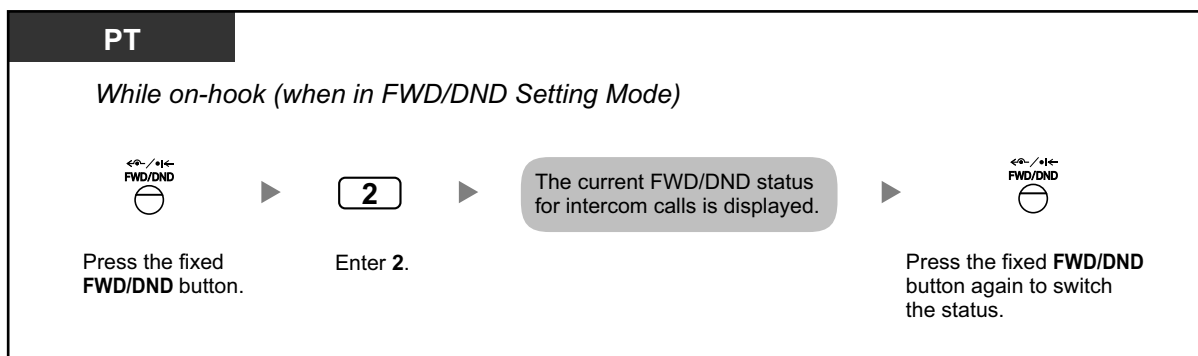 PT
While on-hook (when in FWD/DND Setting Mode)
FWD/DND
2
The current FWD/DND status
for intercom calls is displayed.
FWD/DND
Press the fixed
FWD/DND button.
Enter 2.
Press the fixed FWD/DND
button again to switch
the status.